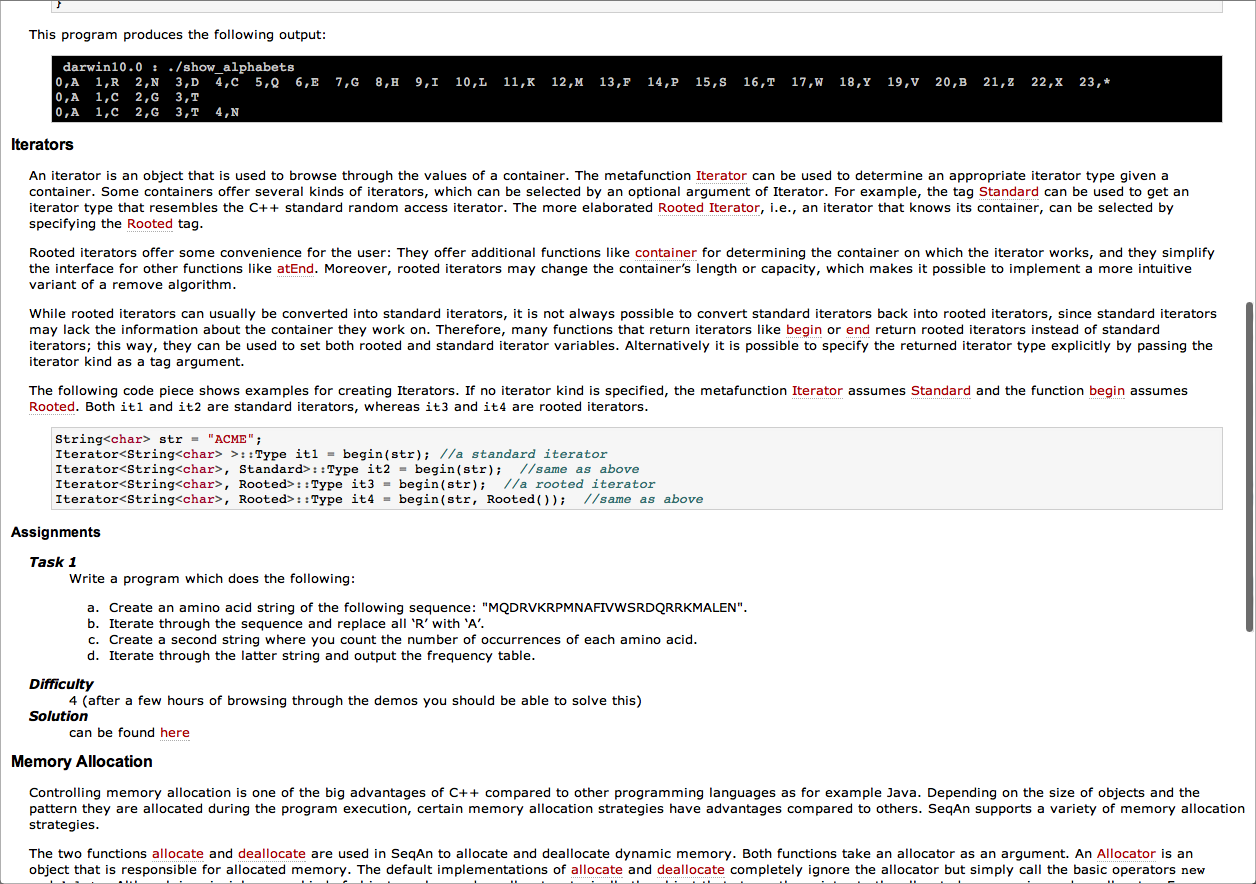 }
This program produces the following output:
darwin10.0 : ./show_alphabets
0,A 1,R 2,N 3,D 4,C 5,Q 6,E 7,G 8,H 9,I 10,L 11,K 12,M 13,F 14,P 15,S 16,T 17,W 18,Y 19,V 20,B 21,Z 22,X 23,*
0,A 1,C 2,G 3,T
0,A 1,C 2,G 3,T 4,N
Iterators
An iterator is an object that is used to browse through the values of a container. The metafunction Iterator can be used to determine an appropriate iterator type given a
container. Some containers offer several kinds of iterators, which can be selected by an optional argument of Iterator. For example, the tag Standard can be used to get an
iterator type that resembles the C++ standard random access iterator. The more elaborated Rooted Iterator, i.e., an iterator that knows its container, can be selected by
specifying the Rooted tag.
Rooted iterators offer some convenience for the user: They offer additional functions like container for determining the container on which the iterator works, and they simplify
the interface for other functions like atEnd. Moreover, rooted iterators may change the container’s length or capacity, which makes it possible to implement a more intuitive
variant of a remove algorithm.
While rooted iterators can usually be converted into standard iterators, it is not always possible to convert standard iterators back into rooted iterators, since standard iterators
may lack the information about the container they work on. Therefore, many functions that return iterators like begin or end return rooted iterators instead of standard
iterators; this way, they can be used to set both rooted and standard iterator variables. Alternatively it is possible to specify the returned iterator type explicitly by passing the
iterator kind as a tag argument.
The following code piece shows examples for creating Iterators. If no iterator kind is specified, the metafunction Iterator assumes Standard and the function begin assumes
Rooted. Both it1 and it2 are standard iterators, whereas it3 and it4 are rooted iterators.
String<char> str = "ACME";
Iterator<String<char> >::Type it1 = begin(str); //a standard iterator
Iterator<String<char>, Standard>::Type it2 = begin(str); //same as above
Iterator<String<char>, Rooted>::Type it3 = begin(str); //a rooted iterator
Iterator<String<char>, Rooted>::Type it4 = begin(str, Rooted()); //same as above
Assignments
Task 1
Write a program which does the following:
a. Create an amino acid string of the following sequence: "MQDRVKRPMNAFIVWSRDQRRKMALEN".
b. Iterate through the sequence and replace all ‘R’ with ‘A’.
c. Create a second string where you count the number of occurrences of each amino acid.
d. Iterate through the latter string and output the frequency table.
Difficulty
4 (after a few hours of browsing through the demos you should be able to solve this)
Solution
can be found here
Memory Allocation
Controlling memory allocation is one of the big advantages of C++ compared to other programming languages as for example Java. Depending on the size of objects and the
pattern they are allocated during the program execution, certain memory allocation strategies have advantages compared to others. SeqAn supports a variety of memory allocation
strategies.
The two functions allocate and deallocate are used in SeqAn to allocate and deallocate dynamic memory. Both functions take an allocator as an argument. An Allocator is an
object that is responsible for allocated memory. The default implementations of allocate and deallocate completely ignore the allocator but simply call the basic operators new